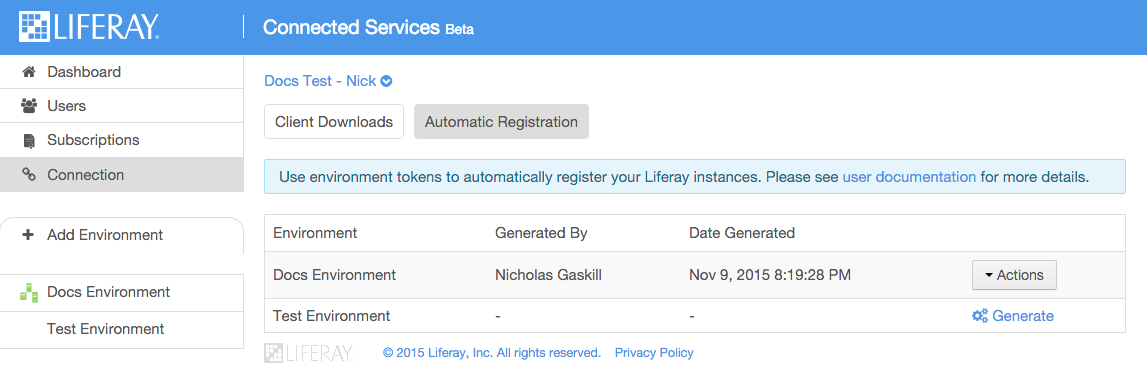 LIFERAY.
Connected Services Beta
Dashboard
Users
Subscriptions
Connection
Add Environment
Docs Environment
Test Environment
Docs Test - Nick
Client Downloads
Automatic Registration
Use environment tokens to automatically register your Liferay instances. Please see user documentation for more details.
Environment Generated By Date Generated
Docs Environment Nicholas Gaskill Nov 9, 2015 8:19:28 PM Actions
Test Environment - - Generate
LIFERAY. © 2015 Liferay, Inc. All rights reserved. Privacy Policy